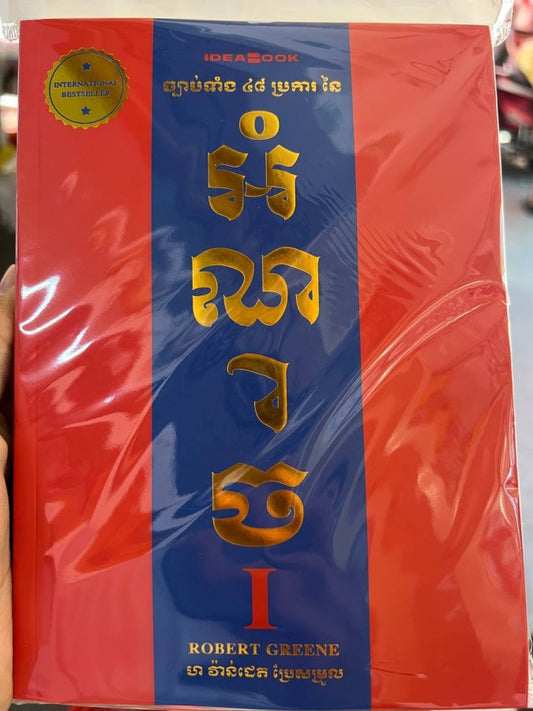 IDEABOOK
INTERNATIONAL
BESTSELLER
ច្បាប់ទាំង ៤៨ ប្រការ នៃ
អំ
ណា
ច
I
ROBERT GREENE
ហ វ៉ាន់ដេត ប្រែសម្រួល